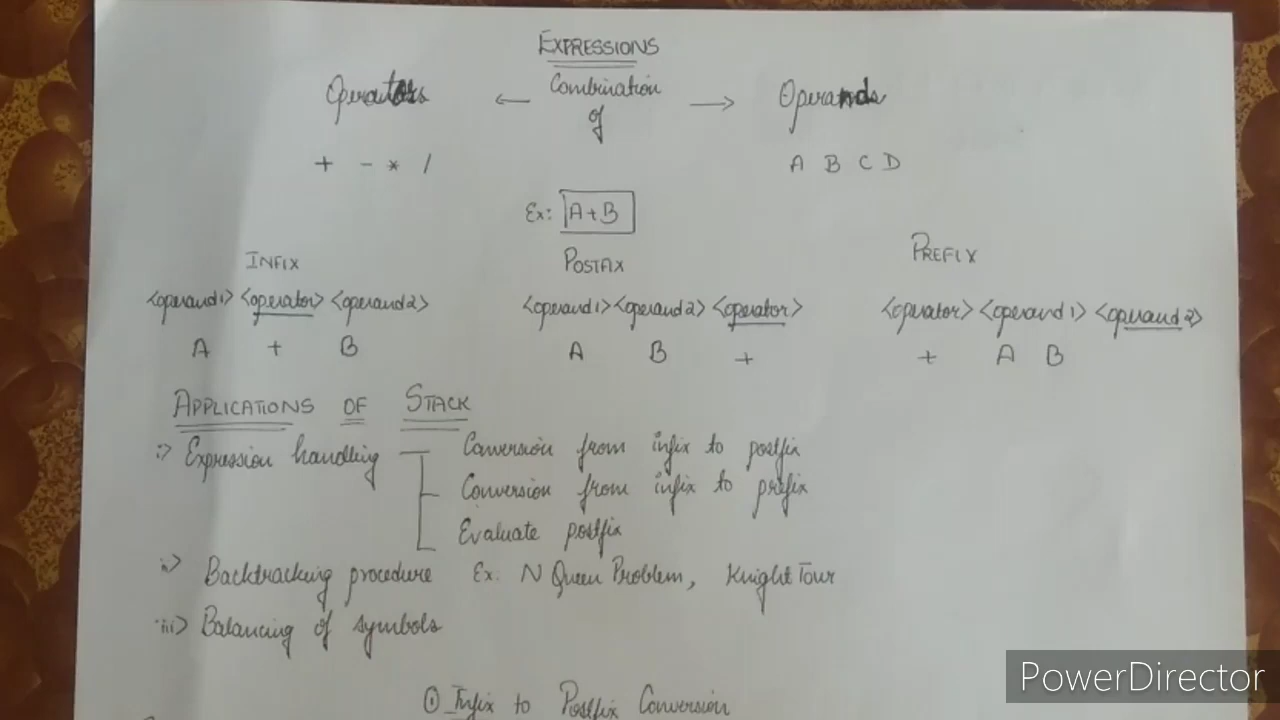 EXPRESSIONS
Operators ← Combination of → Operands
+ - * / A B C D
Ex: A+B
INFIX POSTFIX PREFIX
<operand1> <operator> <operand2> <operand1> <operand2> <operator> <operator> <operand1> <operand2>
A + B A B + + A B
APPLICATIONS OF STACK
i) Expression handling Conversion from infix to postfix
Conversion from infix to prefix
Evaluate postfix
ii) Backtracking procedure Ex: N Queen Problem, Knight Tour
iii) Balancing of symbols
PowerDirector
① Infix to Postfix Conversion